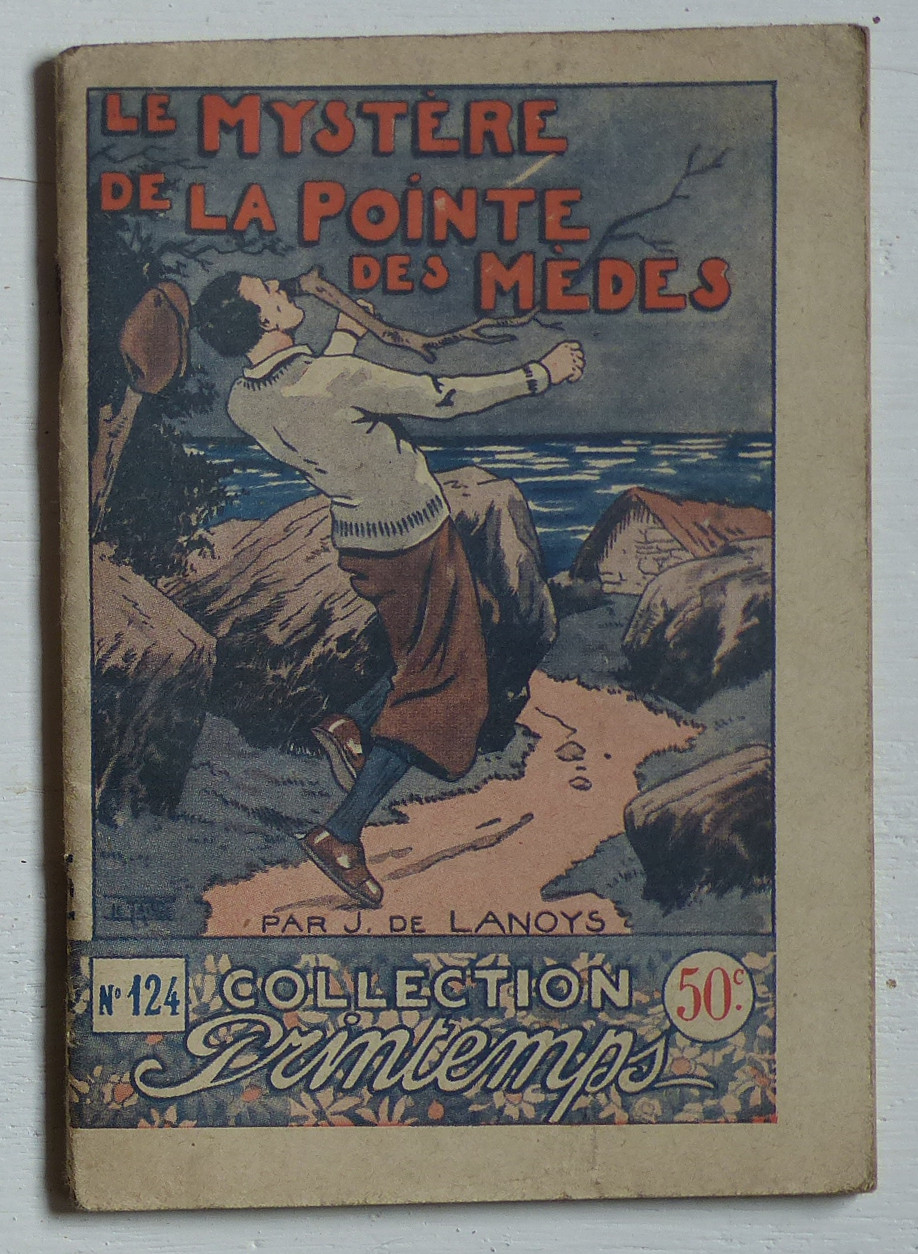 LE MYSTÈRE
DE LA POINTE
DES MÈDES
PAR J. DE LANOYS
Nº 124
COLLECTION
Printemps
50c.